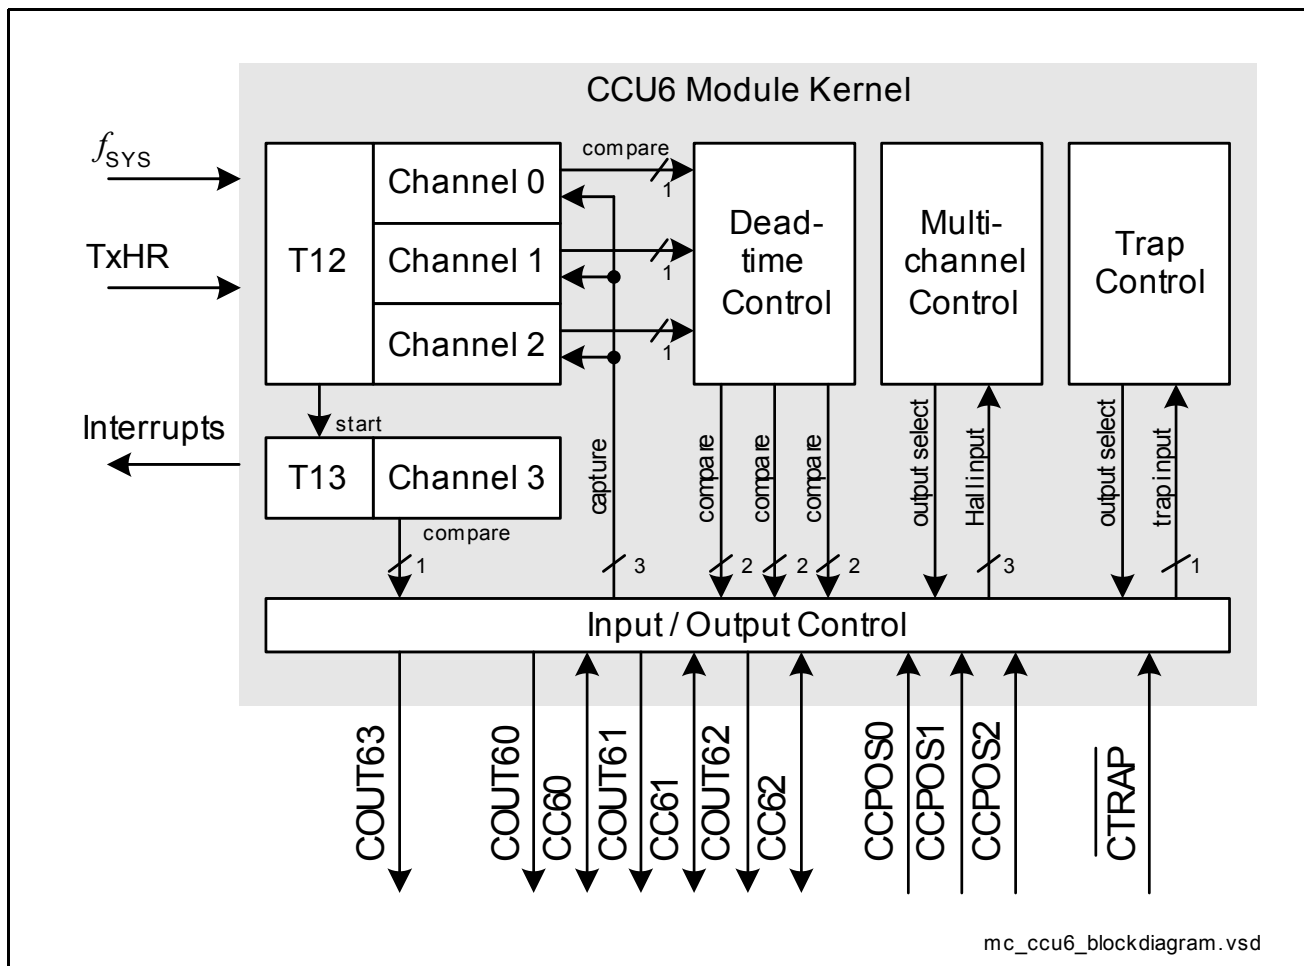 CCU6 Module Kernel
fSYS
TxHR
Interrupts
T12
Channel 0
Channel 1
Channel 2
compare
1
1
1
Dead-
time
Control
Multi-
channel
Control
Trap
Control
start
T13
Channel 3
compare
1
capture
3
compare
2
compare
2
compare
2
output select
Hall input
3
output select
trap input
1
Input / Output Control
COUT63
COUT60
CC60
COUT61
CC61
COUT62
CC62
CCPOS0
CCPOS1
CCPOS2
CTRAP
mc_ccu6_blockdiagram.vsd